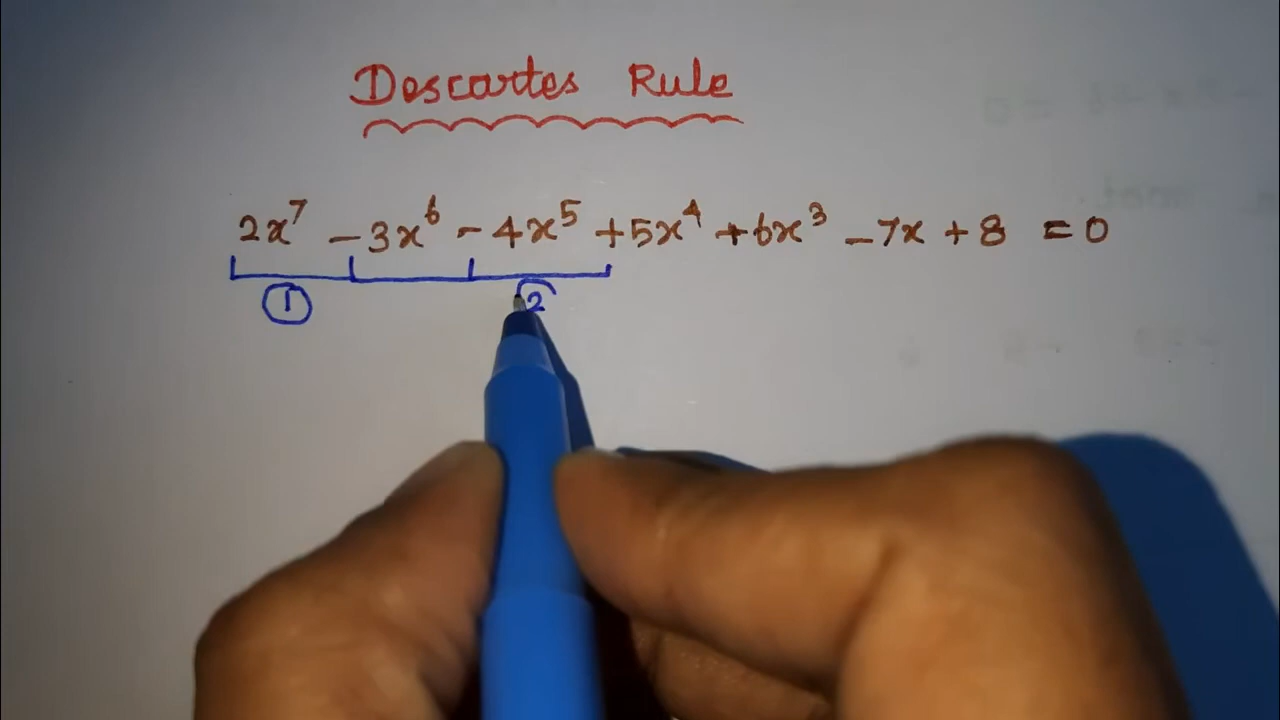 Descartes Rule
2x⁷ - 3x⁶ - 4x⁵ + 5x⁴ + 6x³ - 7x + 8 = 0
① 2